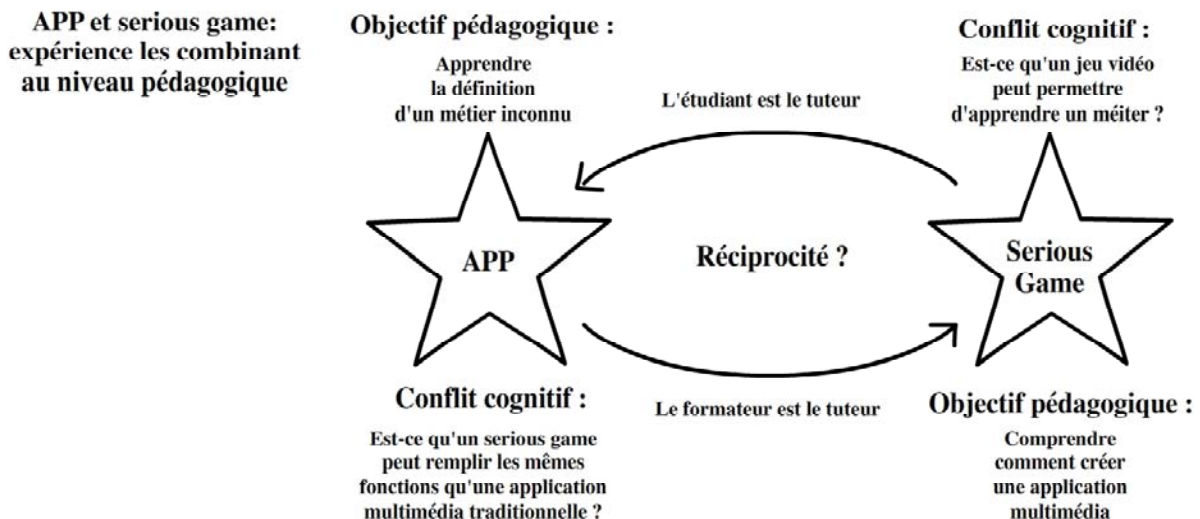 APP et serious game:
expérience les combinant
au niveau pédagogique
Objectif pédagogique :
Apprendre
la définition
d'un métier inconnu
L'étudiant est le tuteur
Conflit cognitif :
Est-ce qu'un jeu vidéo
peut permettre
d'apprendre un méiter ?
APP
Réciprocité ?
Serious
Game
Conflit cognitif :
Est-ce qu'un serious game
peut remplir les mêmes
fonctions qu'une application
multimédia traditionnelle ?
Le formateur est le tuteur
Objectif pédagogique :
Comprendre
comment créer
une application
multimédia